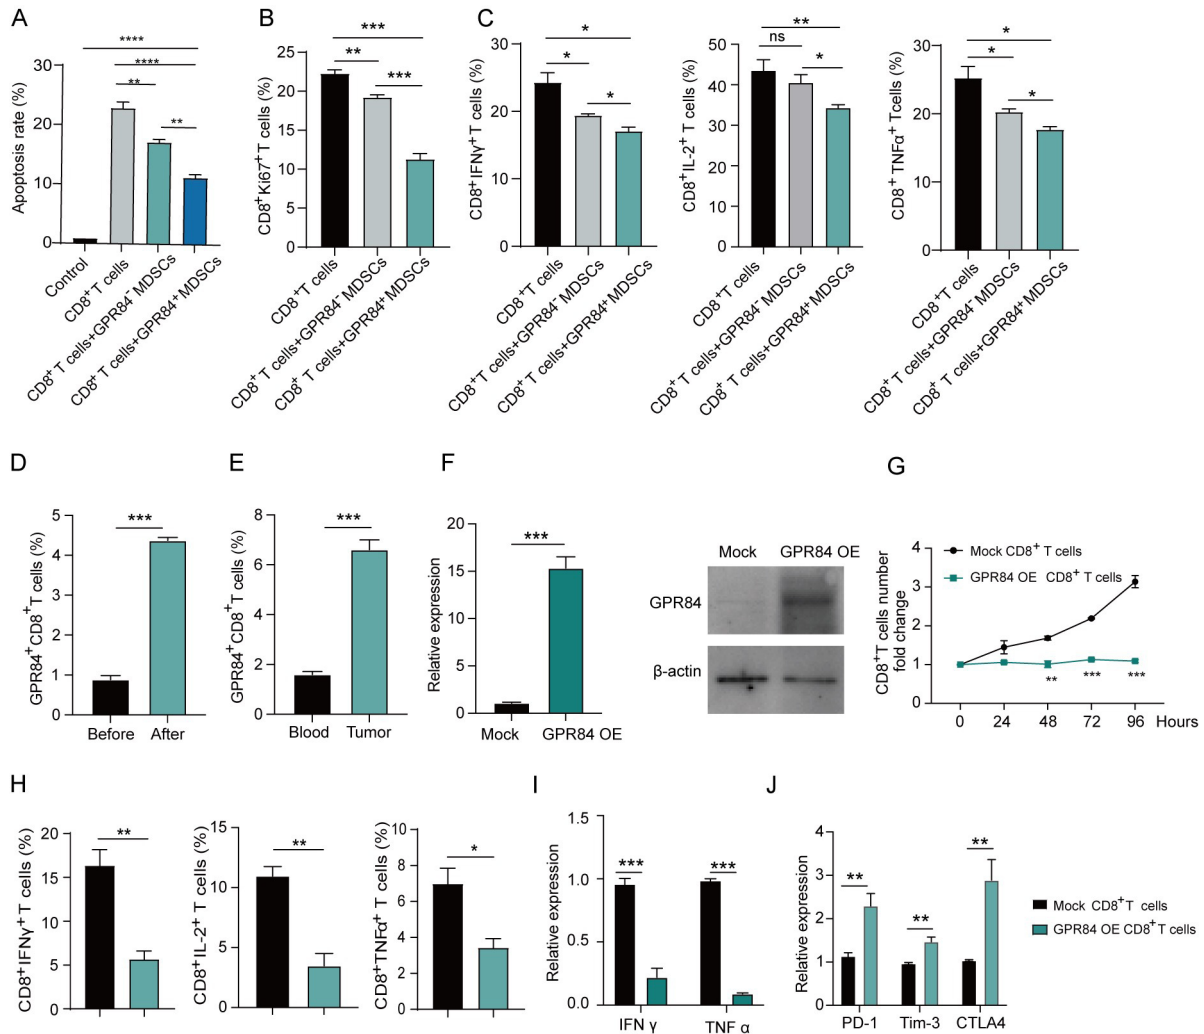 A
Apoptosis rate (%)
30
20
10
0
****
****
**
**
Control
CD8⁺T cells
CD8⁺T cells+GPR84⁻ MDSCs
CD8⁺T cells+GPR84⁺ MDSCs
B
CD8⁺Ki67⁺ T cells (%)
25
20
15
10
5
0
***
**
***
CD8⁺T cells
CD8⁺T cells+GPR84⁻ MDSCs
CD8⁺ T cells+GPR84⁺MDSCs
C
CD8⁺IFNγ⁺T cells (%)
30
20
10
0
*
*
*
CD8⁺T cells
CD8⁺T cells+GPR84⁻ MDSCs
CD8⁺ T cells+GPR84⁺MDSCs
CD8⁺IL-2⁺ T cells (%)
50
40
30
20
10
0
**
ns
*
CD8⁺T cells
CD8⁺T cells+GPR84⁻ MDSCs
CD8⁺ T cells+GPR84⁺MDSCs
CD8⁺ TNFα⁺ Tcells (%)
30
20
10
0
*
*
*
CD8⁺T cells
CD8⁺T cells+GPR84⁻ MDSCs
CD8⁺ T cells+GPR84⁺MDSCs
D
GPR84⁺CD8⁺T cells (%)
5
4
3
2
1
0
***
Before After
E
GPR84⁺CD8⁺T cells (%)
8
6
4
2
0
***
Blood Tumor
F
Relative expression
20
15
10
5
0
***
Mock GPR84 OE
Mock GPR84 OE
GPR84
β-actin
G
CD8⁺T cells number
fold change
4
3
2
1
0
Mock CD8⁺ T cells
GPR84 OE CD8⁺T cells
** *** ***
0 24 48 72 96 Hours
H
CD8⁺IFNγ⁺T cells (%)
20
15
10
5
0
**
CD8⁺IL-2⁺ T cells (%)
15
10
5
0
**
CD8⁺TNFα⁺ T cells (%)
10
8
6
4
2
0
*
I
Relative expression
1.5
1.0
0.5
0.0
*** ***
IFN γ TNF α
J
Relative expression
4
3
2
1
0
** ** **
PD-1 Tim-3 CTLA4
Mock CD8⁺T cells
GPR84 OE CD8⁺T cells